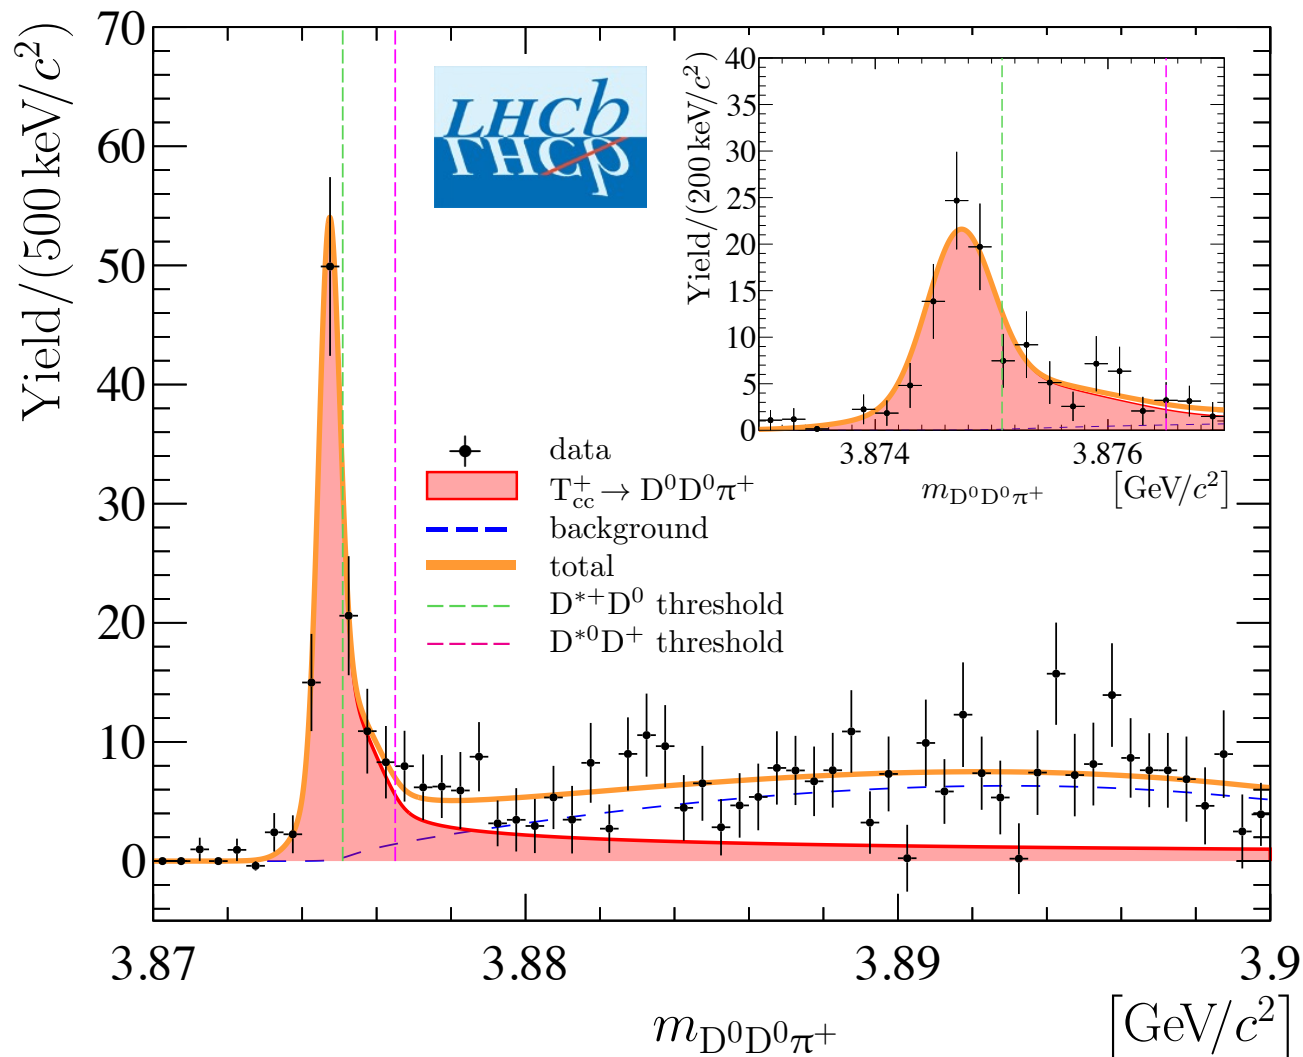 Yield/(500 keV/c²)
70
60
50
40
30
20
10
0
LHCb
LHCb
Yield/(200 keV/c²)
40
35
30
25
20
15
10
5
0
3.874 3.876
m_{D⁰D⁰π⁺} [GeV/c²]
data
T_{cc}^{+} → D⁰D⁰π⁺
background
total
D*⁺D⁰ threshold
D*⁰D⁺ threshold
3.87 3.88 3.89 3.9
m_{D⁰D⁰π⁺} [GeV/c²]